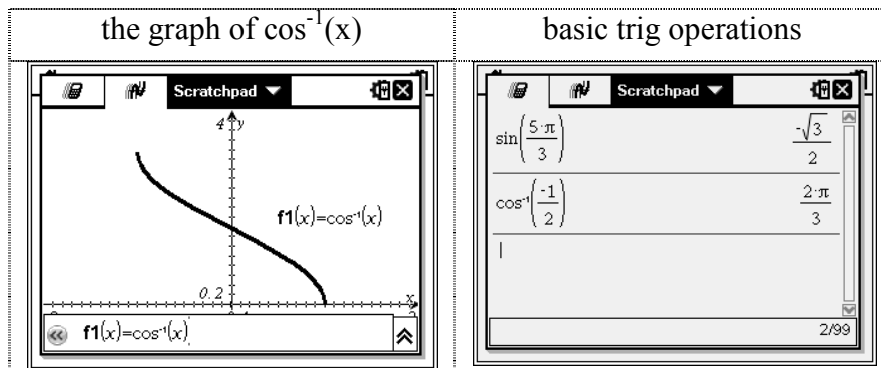 the graph of cos⁻¹(x)
basic trig operations
Scratchpad
4 y
f1(x)=cos⁻¹(x)
0.2
x
f1(x)=cos⁻¹(x)
Scratchpad
sin(5·π/3) -√3/2
cos⁻¹(-1/2) 2·π/3
2/99